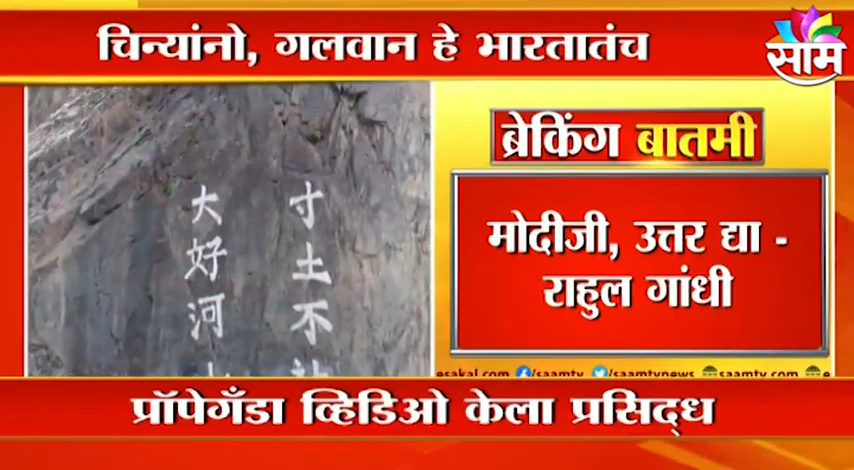 चिन्यांनो, गलवान हे भारतातंच
साम
寸土不
大好河
ब्रेकिंग बातमी
मोदीजी, उत्तर द्या -
राहुल गांधी
esakal.com /saamtv /saamtvnews saamtv.com
प्रॉपेगँडा व्हिडिओ केला प्रसिद्ध